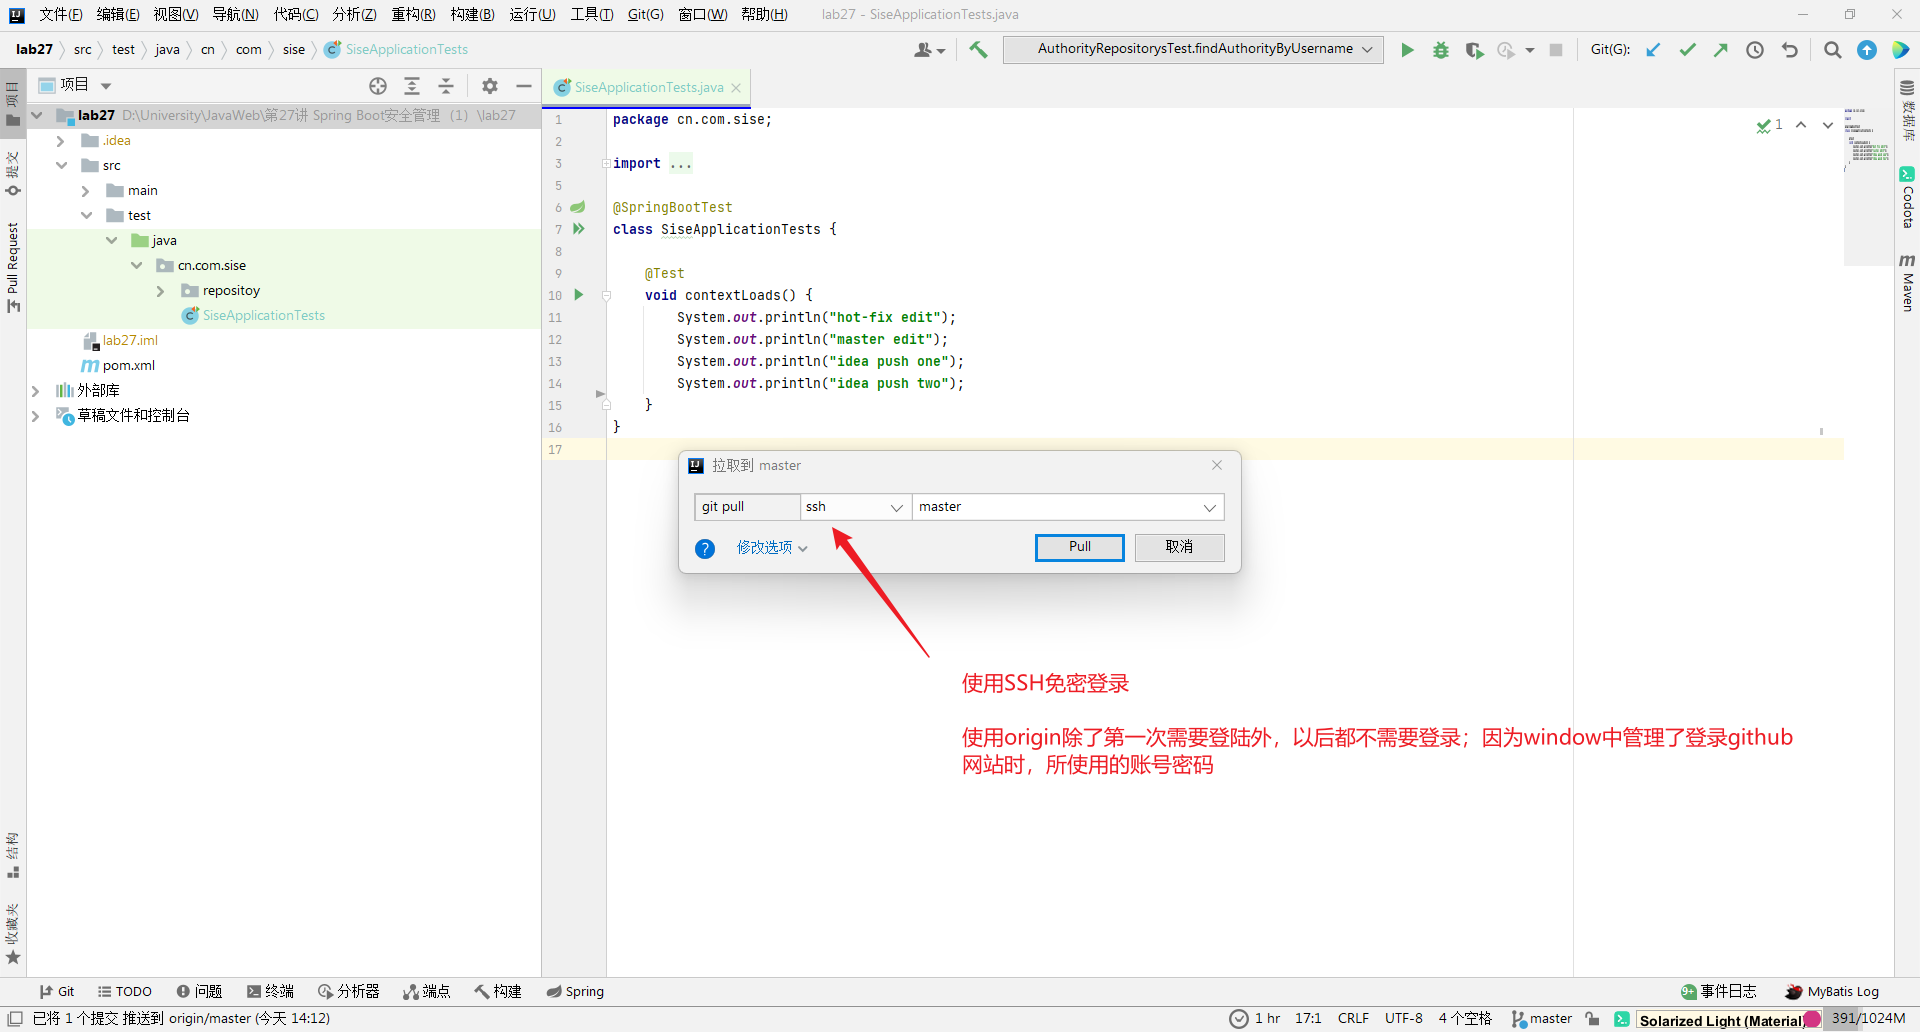 文件(F) 编辑(E) 视图(V) 导航(N) 代码(C) 分析(Z) 重构(R) 构建(B) 运行(U) 工具(T) Git(G) 窗口(W) 帮助(H) lab27 - SiseApplicationTests.java
lab27 src test java cn com sise SiseApplicationTests AuthorityRepositorysTest.findAuthorityByUsername Git(G):
项目
SiseApplicationTests.java
项目
提交
Pull Request
结构
收藏夹
lab27 D:\University\JavaWeb\第27讲 Spring Boot安全管理 (1) \lab27
.idea
src
main
test
java
cn.com.sise
repositoy
SiseApplicationTests
lab27.iml
pom.xml
外部库
草稿文件和控制台
1 package cn.com.sise;
2
3 import ...
5
6 @SpringBootTest
7 class SiseApplicationTests {
8
9 @Test
10 void contextLoads() {
11 System.out.println("hot-fix edit");
12 System.out.println("master edit");
13 System.out.println("idea push one");
14 System.out.println("idea push two");
15 }
16 }
17
1
数据库
Codota
Maven
拉取到 master
git pull ssh master
修改选项 Pull 取消
使用SSH免密登录
使用origin除了第一次需要登陆外，以后都不需要登录；因为window中管理了登录github
网站时，所使用的账号密码
Git TODO 问题 终端 分析器 端点 构建 Spring 9+ 事件日志 MyBatis Log
已将 1 个提交 推送到 origin/master (今天 14:12) 1 hr 17:1 CRLF UTF-8 4 个空格 master Solarized Light (Material) 391/1024M